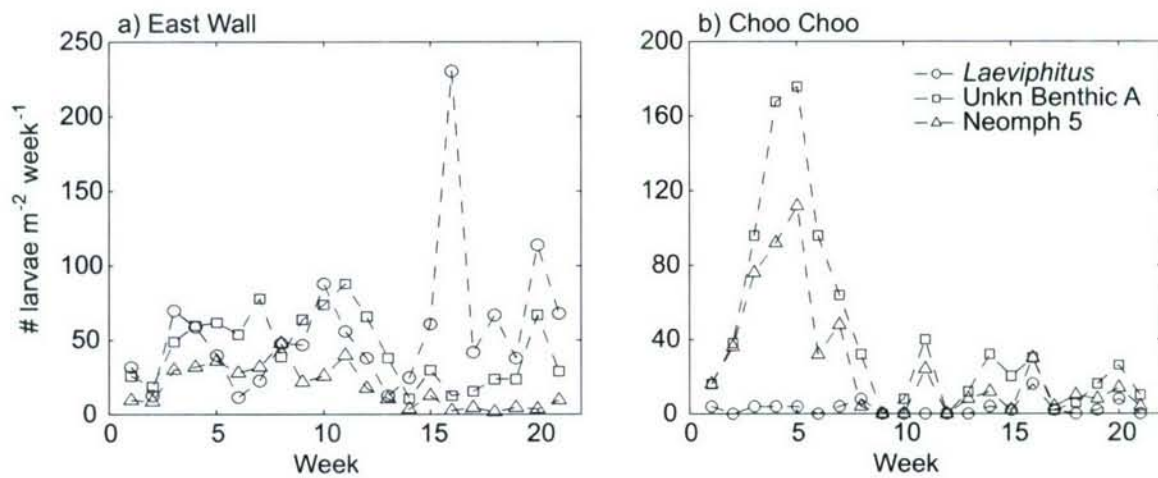 a) East Wall
250
200
150
100
50
0
# larvae m⁻² week⁻¹
0 5 10 15 20
Week
b) Choo Choo
200
160
120
80
40
0
Laeviphitus
Unkn Benthic A
Neomph 5
0 5 10 15 20
Week